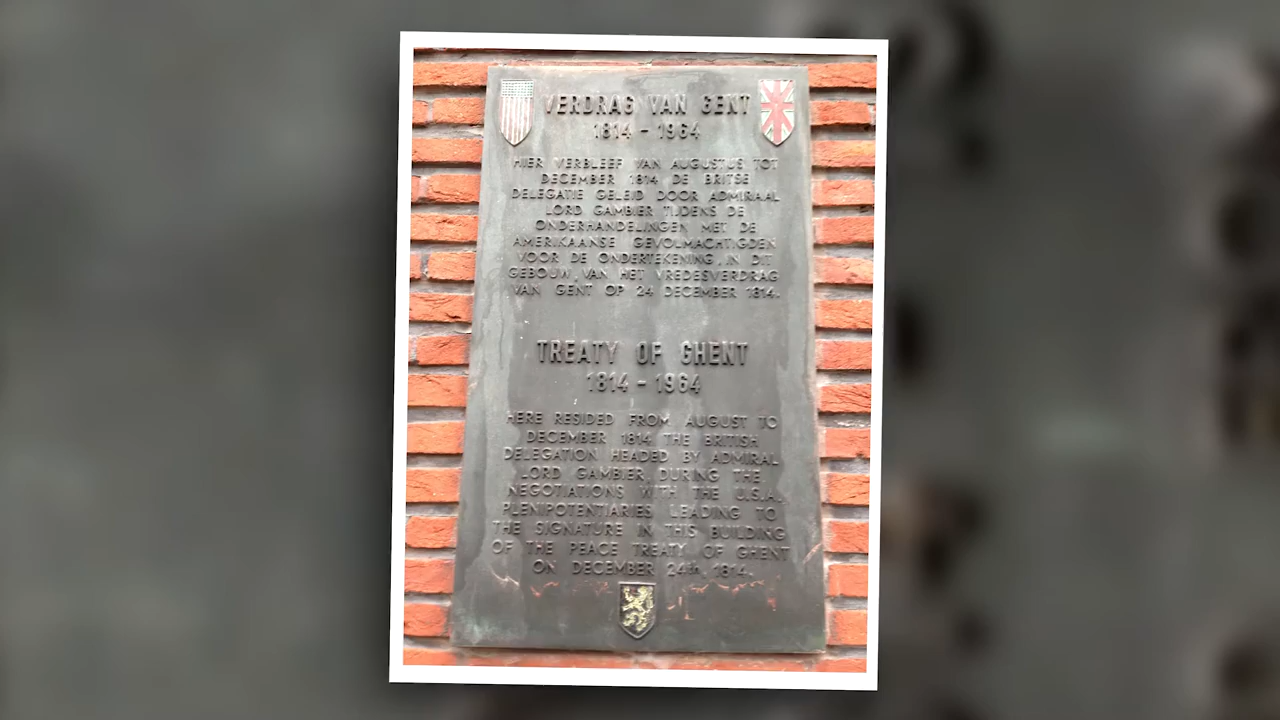 VERDRAG VAN GENT
1814 - 1964
HIER VERBLEEF VAN AUGUSTUS TOT
DECEMBER 1814 DE BRITSE
DELEGATIE GELEID DOOR ADMIRAAL
LORD GAMBIER TIJDENS DE
ONDERHANDELINGEN MET DE
AMERIKAANSE GEVOLMACHTIGDEN
VOOR DE ONDERTEKENING, IN DIT
GEBOUW, VAN HET VREDESVERDRAG
VAN GENT OP 24 DECEMBER 1814.
TREATY OF GHENT
1814 - 1964
HERE RESIDED FROM AUGUST TO
DECEMBER 1814 THE BRITISH
DELEGATION HEADED BY ADMIRAL
LORD GAMBIER DURING THE
NEGOTIATIONS WITH THE U.S.A.
PLENIPOTENTIARIES LEADING TO
THE SIGNATURE IN THIS BUILDING
OF THE PEACE TREATY OF GHENT
ON DECEMBER 24th, 1814.